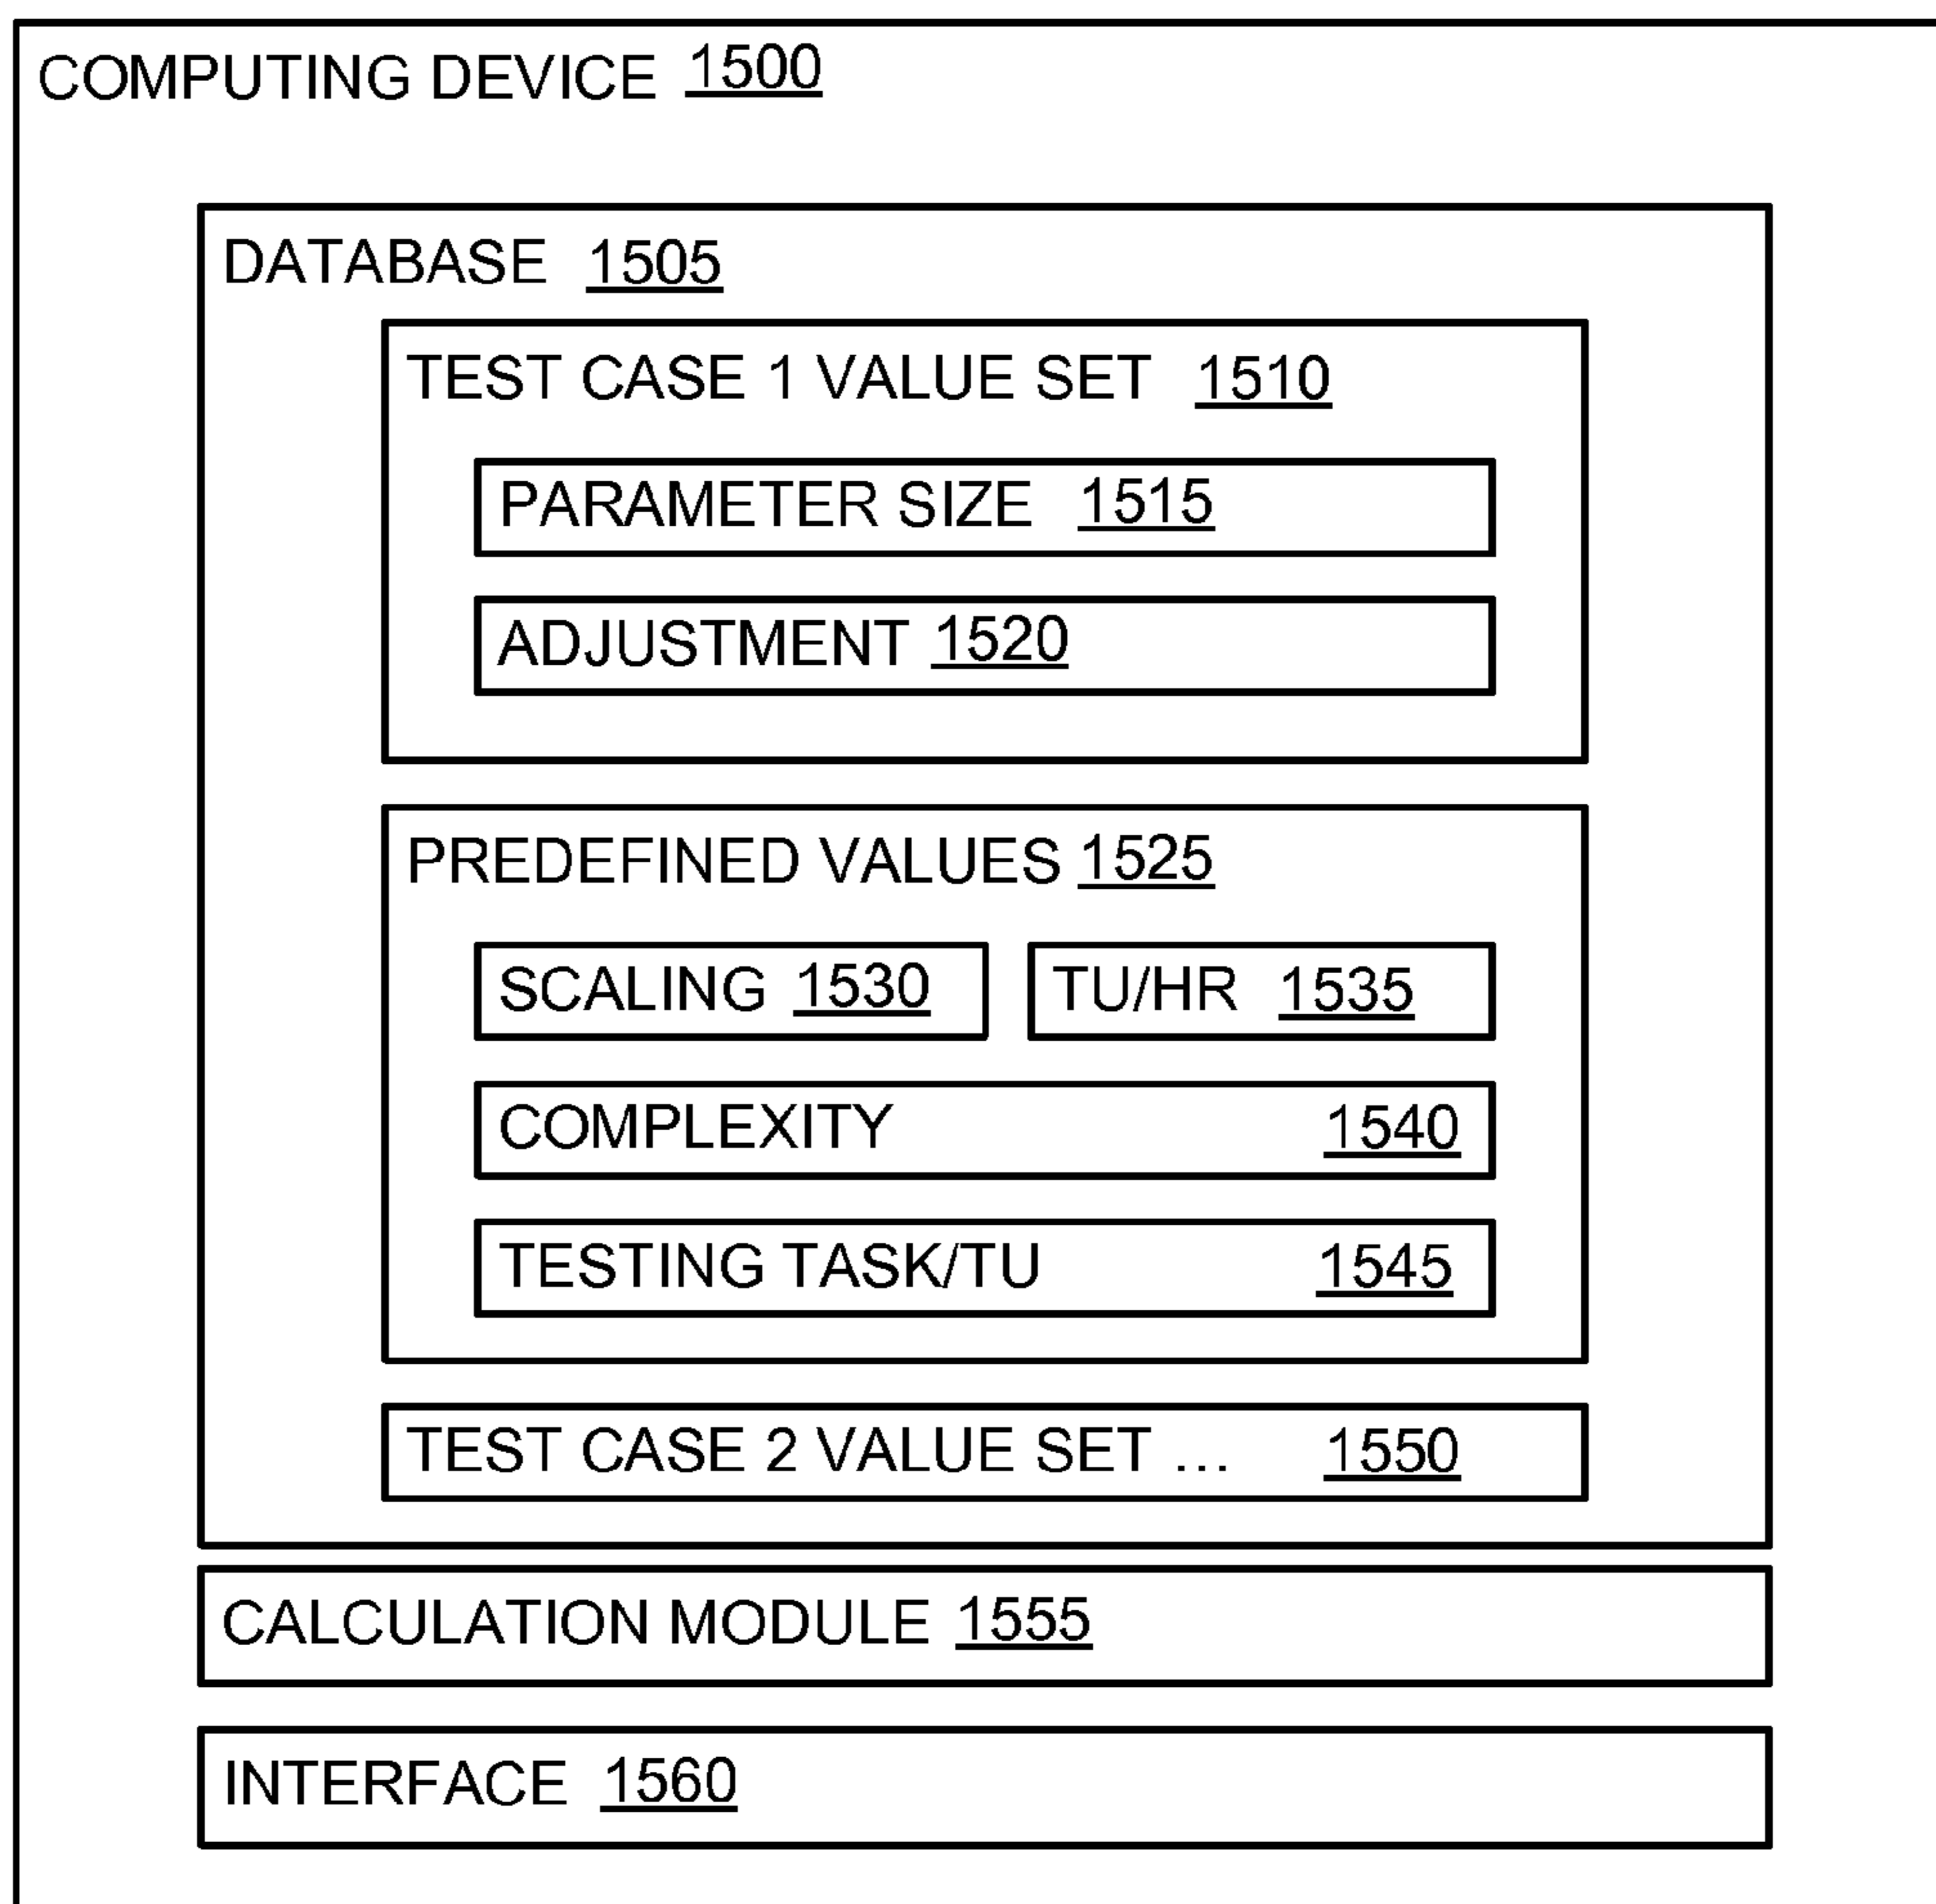 COMPUTING DEVICE 1500
DATABASE 1505
TEST CASE 1 VALUE SET 1510
PARAMETER SIZE 1515
ADJUSTMENT 1520
PREDEFINED VALUES 1525
SCALING 1530
TU/HR 1535
COMPLEXITY 1540
TESTING TASK/TU 1545
TEST CASE 2 VALUE SET ... 1550
CALCULATION MODULE 1555
INTERFACE 1560